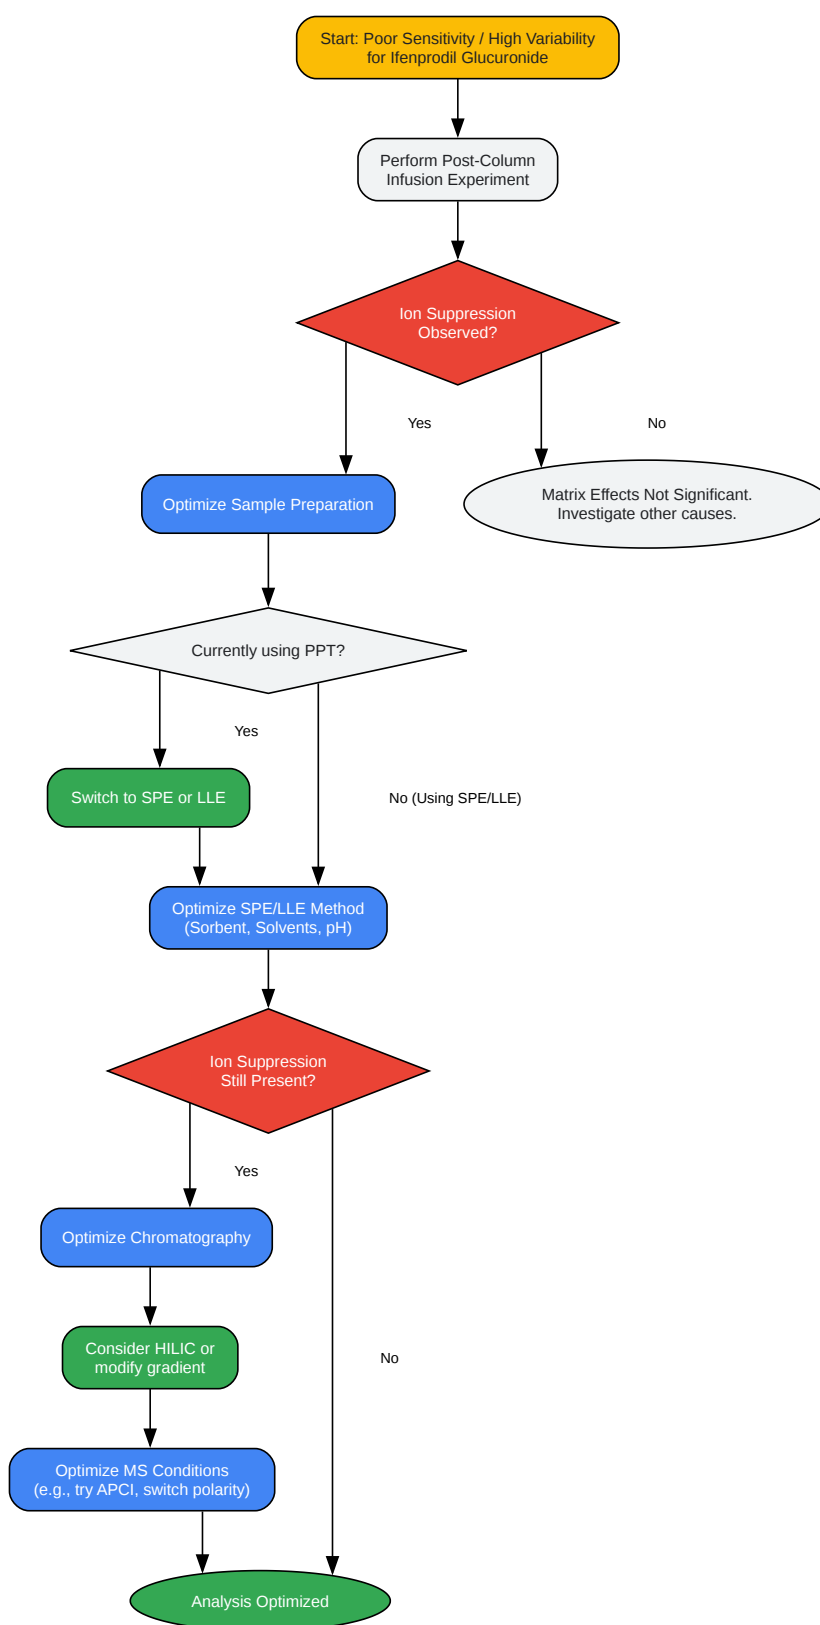 Start: Poor Sensitivity / High Variability
for Ifenprodil Glucuronide
Perform Post-Column
Infusion Experiment
Ion Suppression
Observed?
Yes
No
Optimize Sample Preparation
Matrix Effects Not Significant.
Investigate other causes.
Currently using PPT?
Yes
Switch to SPE or LLE
No (Using SPE/LLE)
Optimize SPE/LLE Method
(Sorbent, Solvents, pH)
Ion Suppression
Still Present?
Yes
Optimize Chromatography
Consider HILIC or
modify gradient
No
Optimize MS Conditions
(e.g., try APCI, switch polarity)
Analysis Optimized